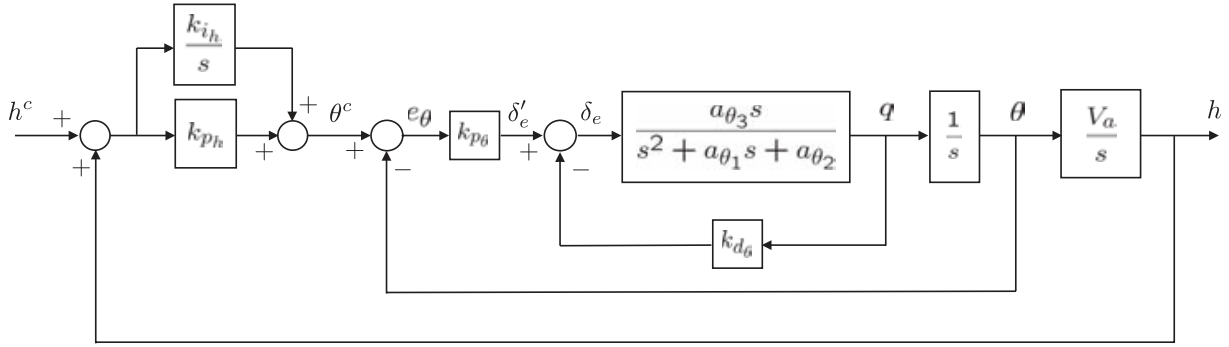 k_{i_h}
s
h^c
+
+
k_{p_h}
+
+
θ^c
+
−
e_θ
k_{p_θ}
δ'_e
+
−
δ_e
a_{θ_3} s
s^2 + a_{θ_1} s + a_{θ_2}
q
1
s
θ
V_a
s
h
k_{d_θ}